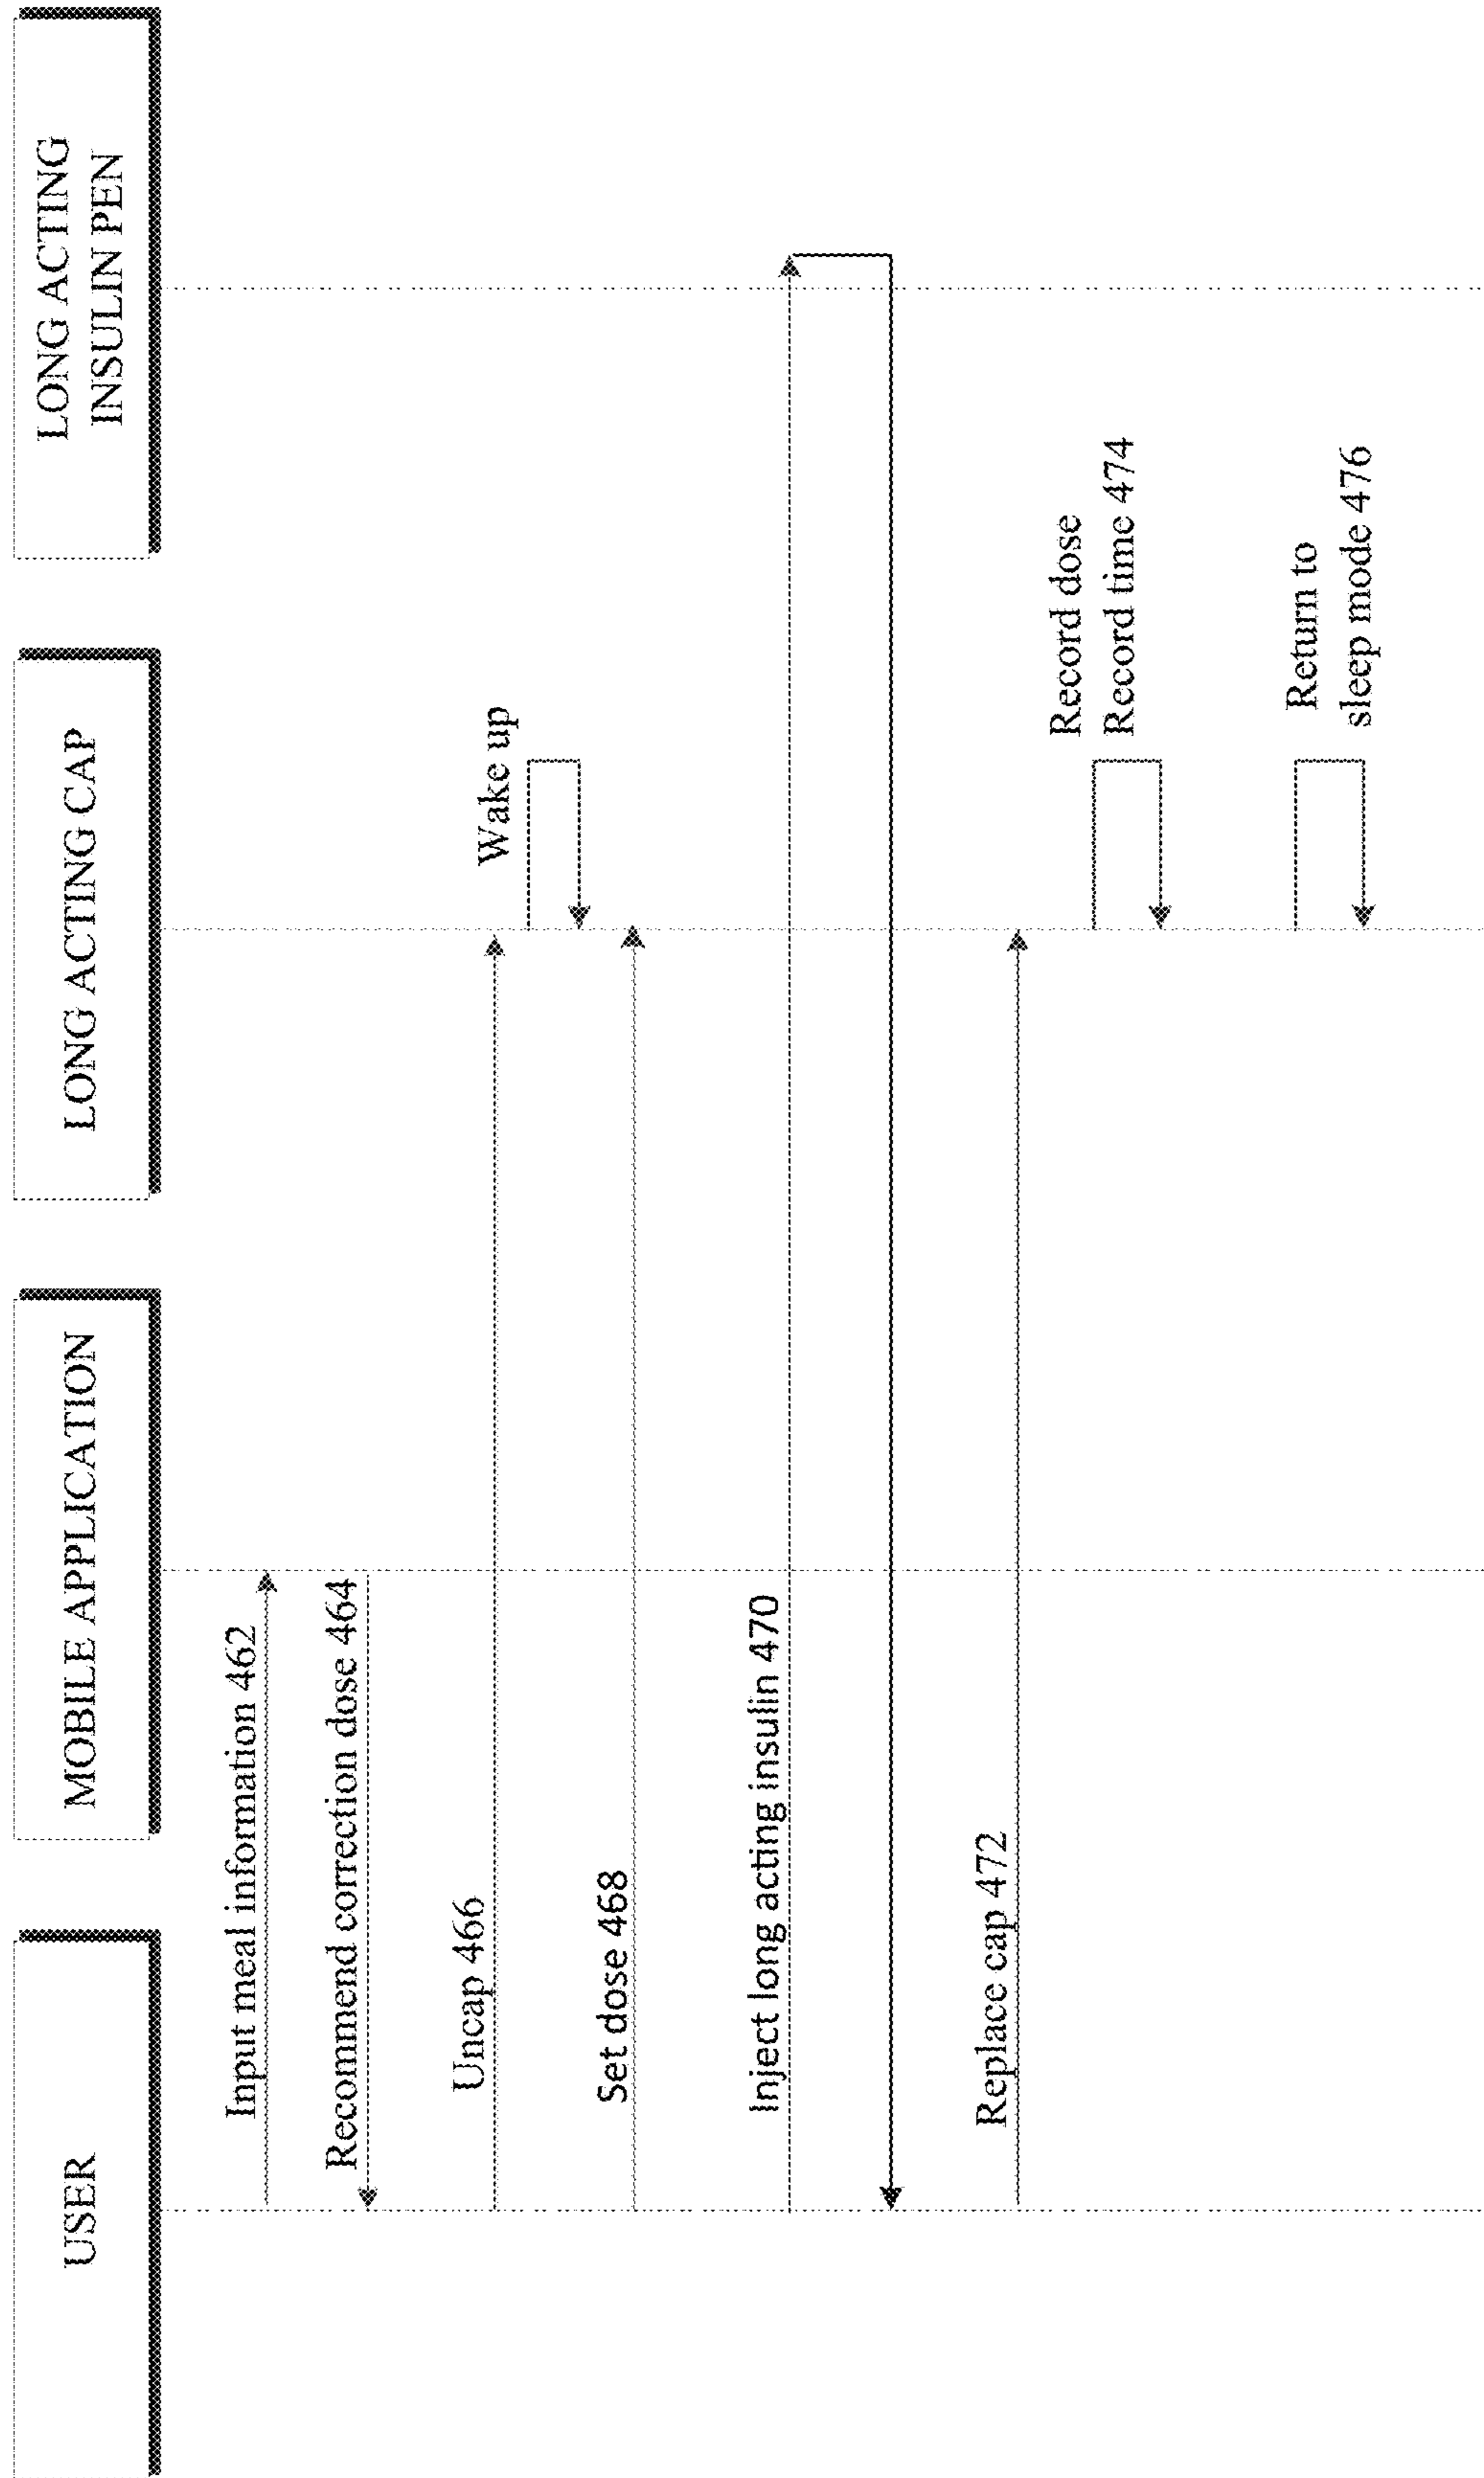 USER
MOBILE APPLICATION
LONG ACTING CAP
LONG ACTING
INSULIN PEN
Input meal information 462
Recommend correction dose 464
Uncap 466
Wake up
Set dose 468
Inject long acting insulin 470
Replace cap 472
Record dose
Record time 474
Return to
sleep mode 476